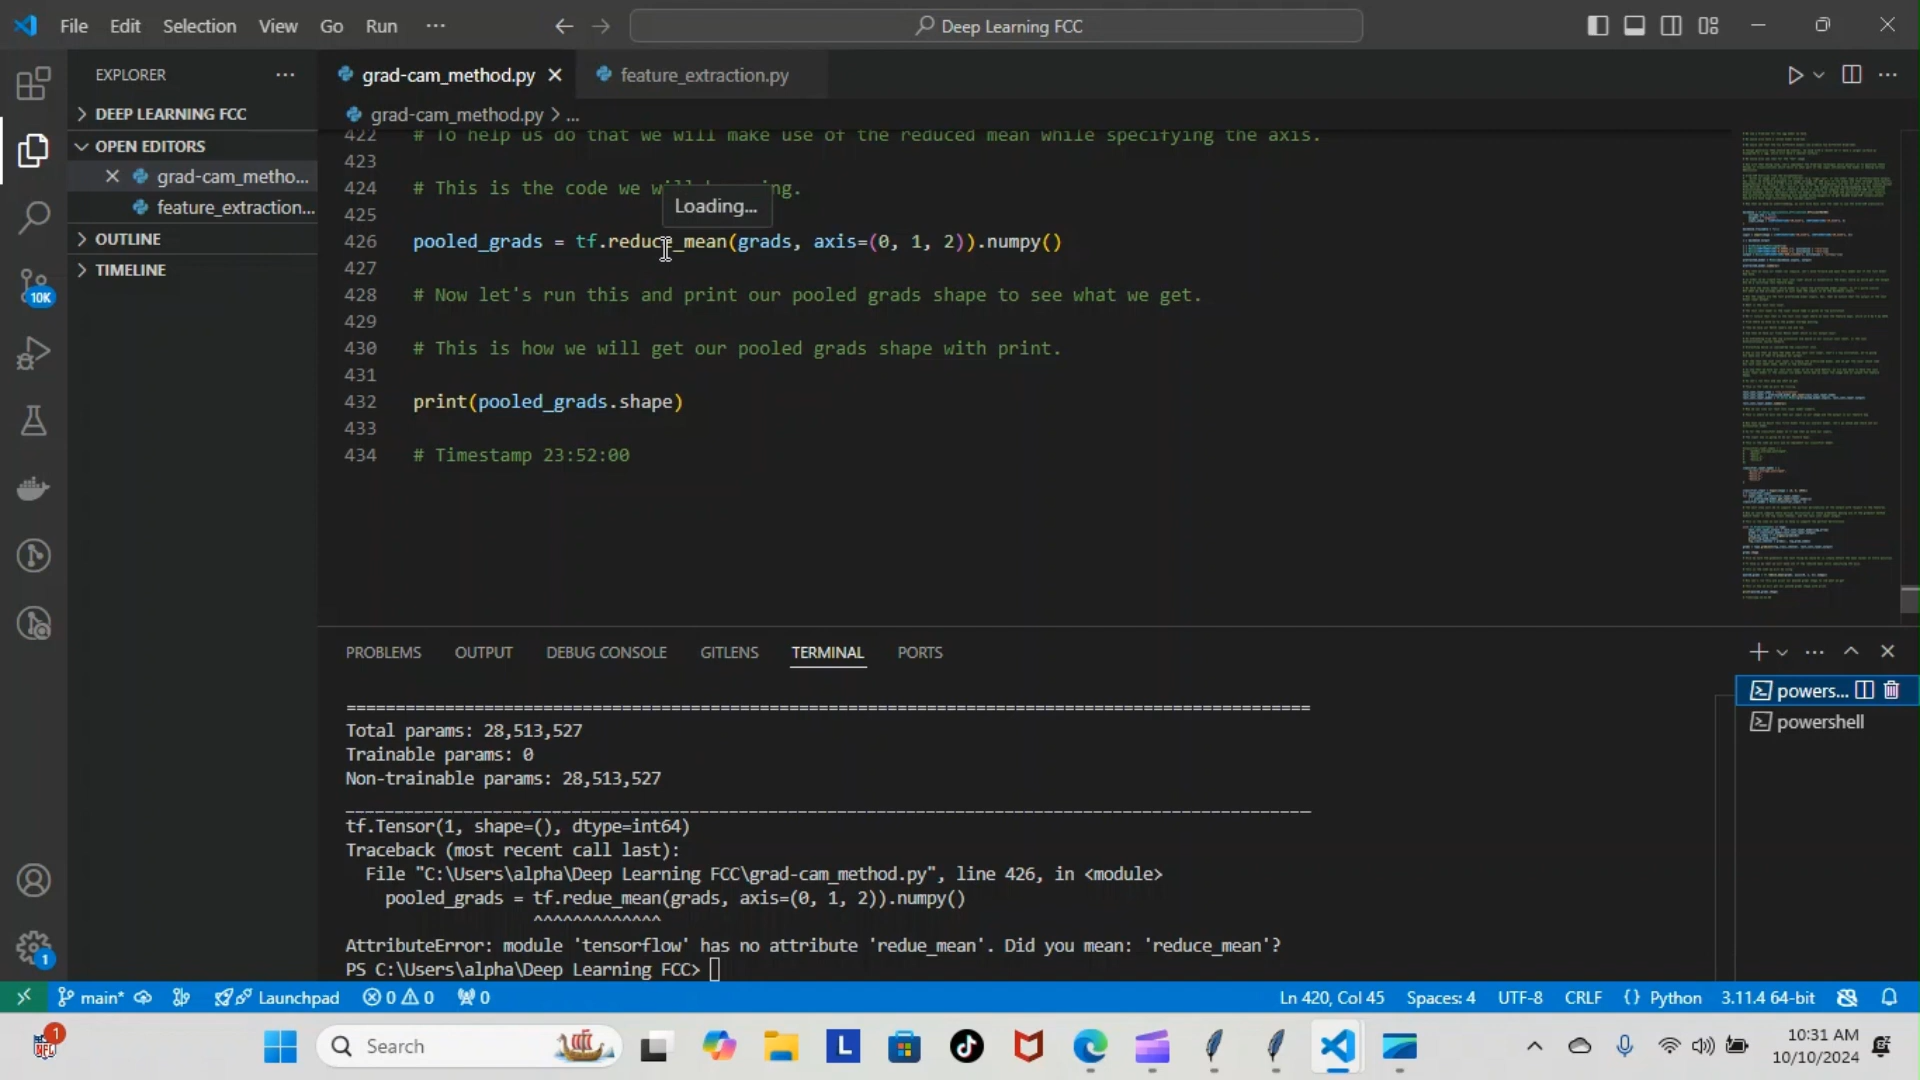 File Edit Selection View Go Run ···
Deep Learning FCC
EXPLORER
DEEP LEARNING FCC
OPEN EDITORS
grad-cam_metho...
feature_extraction...
OUTLINE
TIMELINE
10K
1
grad-cam_method.py
feature_extraction.py
grad-cam_method.py > ...
422 # To help us do that we will make use of the reduced mean while specifying the axis.
423
424 # This is the code we wi ng.
Loading...
425
426 pooled_grads = tf.reduce_mean(grads, axis=(0, 1, 2)).numpy()
427
428 # Now let's run this and print our pooled grads shape to see what we get.
429
430 # This is how we will get our pooled grads shape with print.
431
432 print(pooled_grads.shape)
433
434 # Timestamp 23:52:00
PROBLEMS OUTPUT DEBUG CONSOLE GITLENS TERMINAL PORTS
powers...
powershell
================================================================================
Total params: 28,513,527
Trainable params: 0
Non-trainable params: 28,513,527
________________________________________________________________________________
tf.Tensor(1, shape=(), dtype=int64)
Traceback (most recent call last):
File "C:\Users\alpha\Deep Learning FCC\grad-cam_method.py", line 426, in <module>
pooled_grads = tf.redue_mean(grads, axis=(0, 1, 2)).numpy()
^^^^^^^^^^^^^
AttributeError: module 'tensorflow' has no attribute 'redue_mean'. Did you mean: 'reduce_mean'?
PS C:\Users\alpha\Deep Learning FCC>
main* Launchpad 0 0 0 Ln 420, Col 45 Spaces: 4 UTF-8 CRLF {} Python 3.11.4 64-bit
1
NFL
Search
L
10:31 AM
10/10/2024